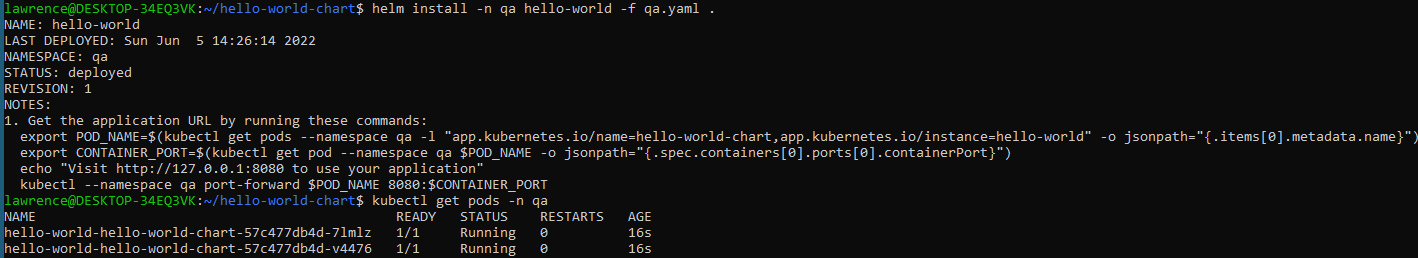 lawrence@DESKTOP-34EQ3VK:~/hello-world-chart$ helm install -n qa hello-world -f qa.yaml .
NAME: hello-world
LAST DEPLOYED: Sun Jun  5 14:26:14 2022
NAMESPACE: qa
STATUS: deployed
REVISION: 1
NOTES:
1. Get the application URL by running these commands:
  export POD_NAME=$(kubectl get pods --namespace qa -l "app.kubernetes.io/name=hello-world-chart,app.kubernetes.io/instance=hello-world" -o jsonpath="{.items[0].metadata.name}")
  export CONTAINER_PORT=$(kubectl get pod --namespace qa $POD_NAME -o jsonpath="{.spec.containers[0].ports[0].containerPort}")
  echo "Visit http://127.0.0.1:8080 to use your application"
  kubectl --namespace qa port-forward $POD_NAME 8080:$CONTAINER_PORT
lawrence@DESKTOP-34EQ3VK:~/hello-world-chart$ kubectl get pods -n qa
NAME                                             READY   STATUS    RESTARTS   AGE
hello-world-hello-world-chart-57c477db4d-7lmlz   1/1     Running   0          16s
hello-world-hello-world-chart-57c477db4d-v4476   1/1     Running   0          16s